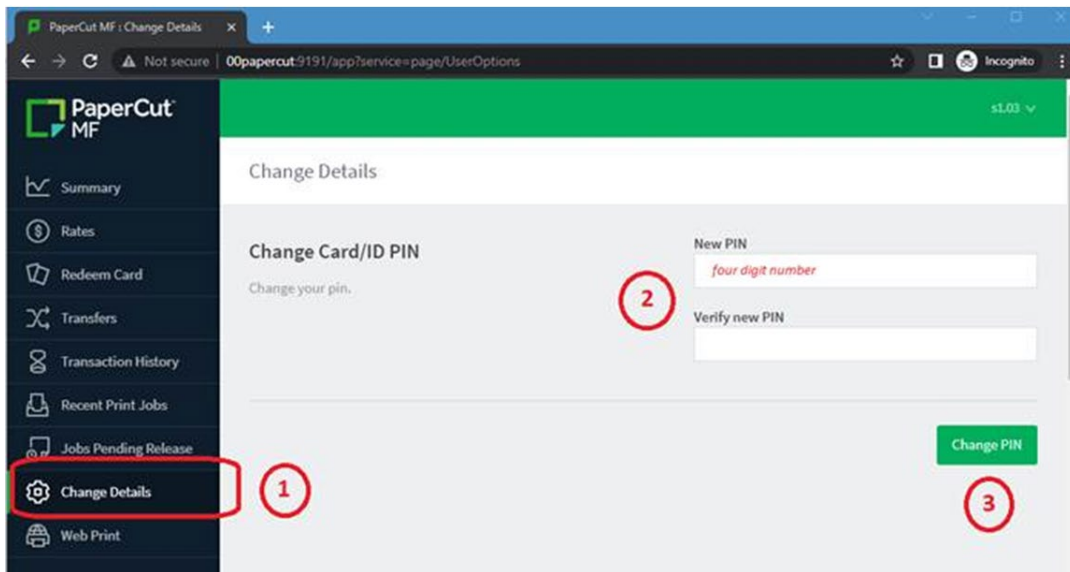 PaperCut MF : Change Details
Not secure 00papercut:9191/app?service=page/UserOptions
Incognito
PaperCut
MF
s1.03
Change Details
Summary
Rates
Redeem Card
Transfers
Transaction History
Recent Print Jobs
Jobs Pending Release
Change Details
Web Print
Change Card/ID PIN
Change your pin.
New PIN
four digit number
Verify new PIN
Change PIN
1
2
3